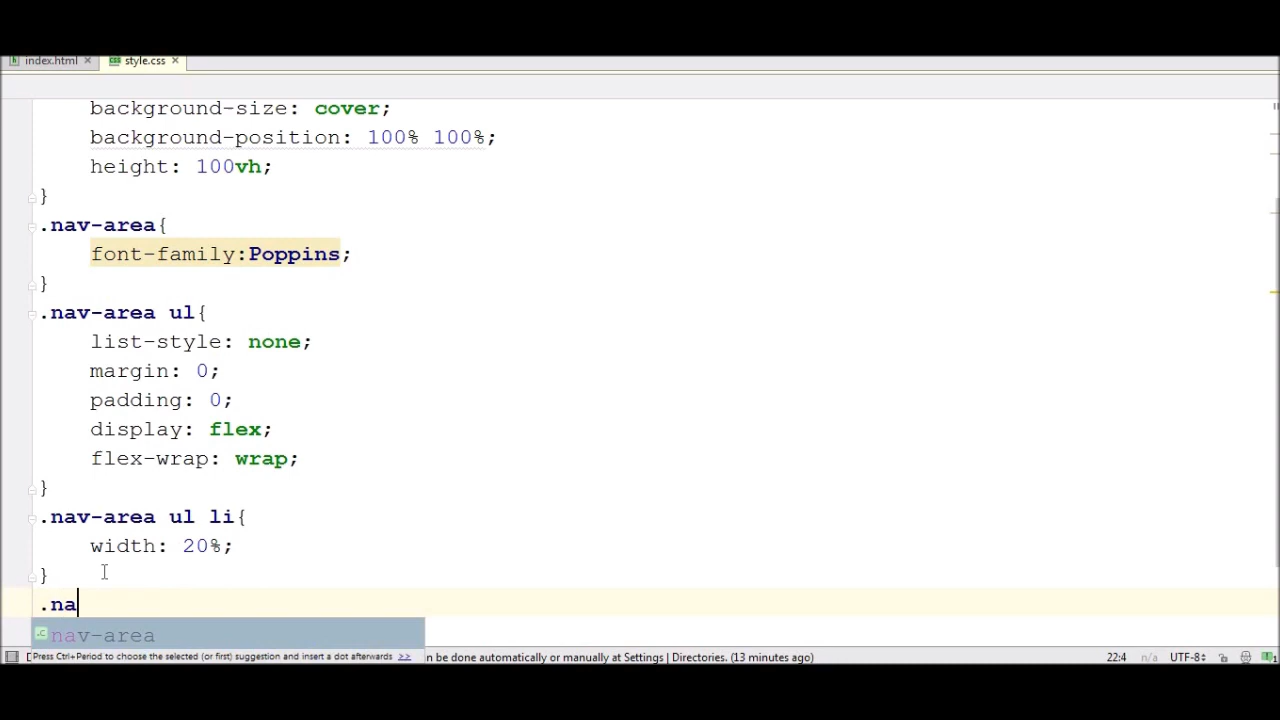 index.html
style.css
background-size: cover;
background-position: 100% 100%;
height: 100vh;
}
.nav-area{
font-family:Poppins;
}
.nav-area ul{
list-style: none;
margin: 0;
padding: 0;
display: flex;
flex-wrap: wrap;
}
.nav-area ul li{
width: 20%;
}
.na
nav-area
Press Ctrl+Period to choose the selected (or first) suggestion and insert a dot afterwards >>
n be done automatically or manually at Settings | Directories. (13 minutes ago)
22:4 n/a UTF-8